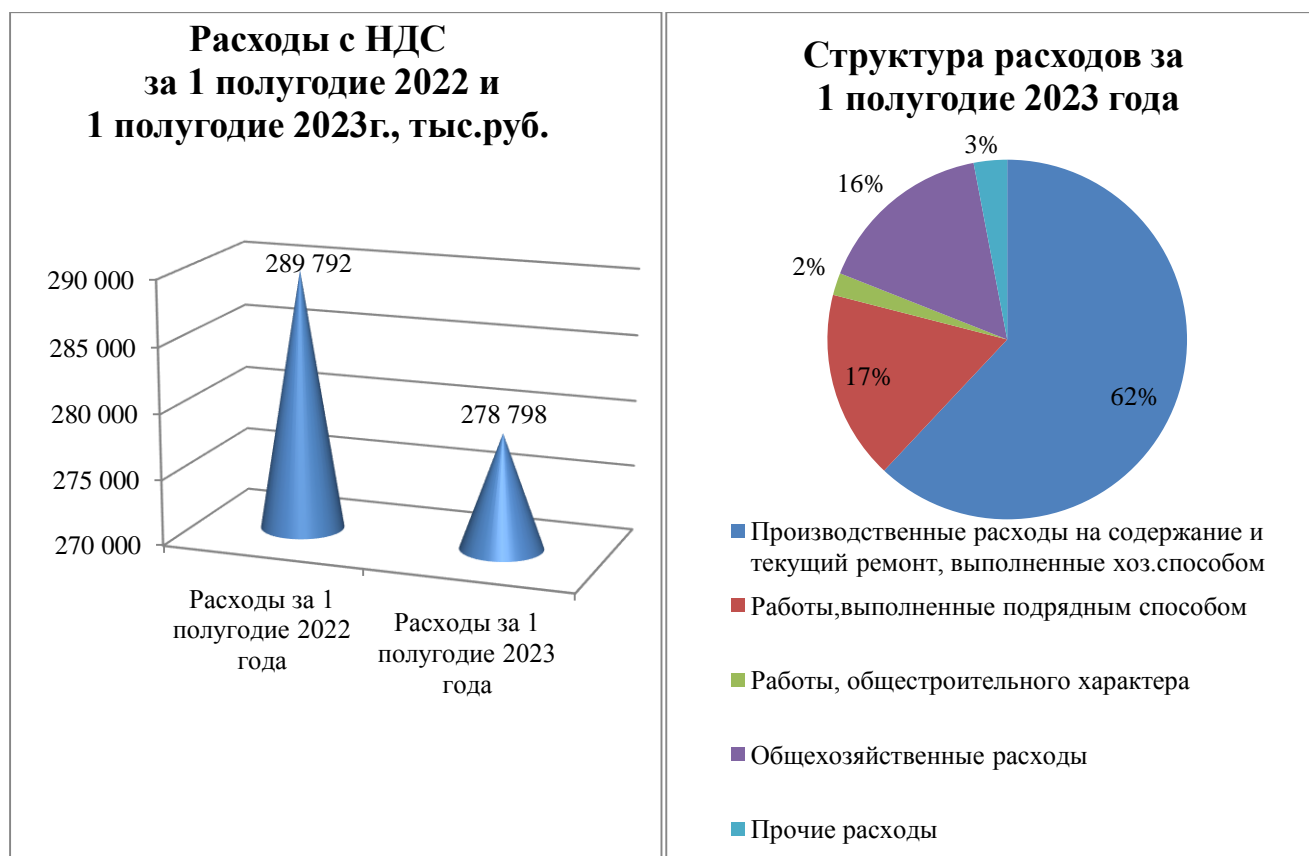 Расходы с НДС
за 1 полугодие 2022 и
1 полугодие 2023г., тыс.руб.
290 000
285 000
280 000
275 000
270 000
289 792
278 798
Расходы за 1
полугодие 2022
года
Расходы за 1
полугодие 2023
года
Структура расходов за
1 полугодие 2023 года
3%
16%
2%
17%
62%
Производственные расходы на содержание и
текущий ремонт, выполненные хоз.способом
Работы,выполненные подрядным способом
Работы, общестроительного характера
Общехозяйственные расходы
Прочие расходы